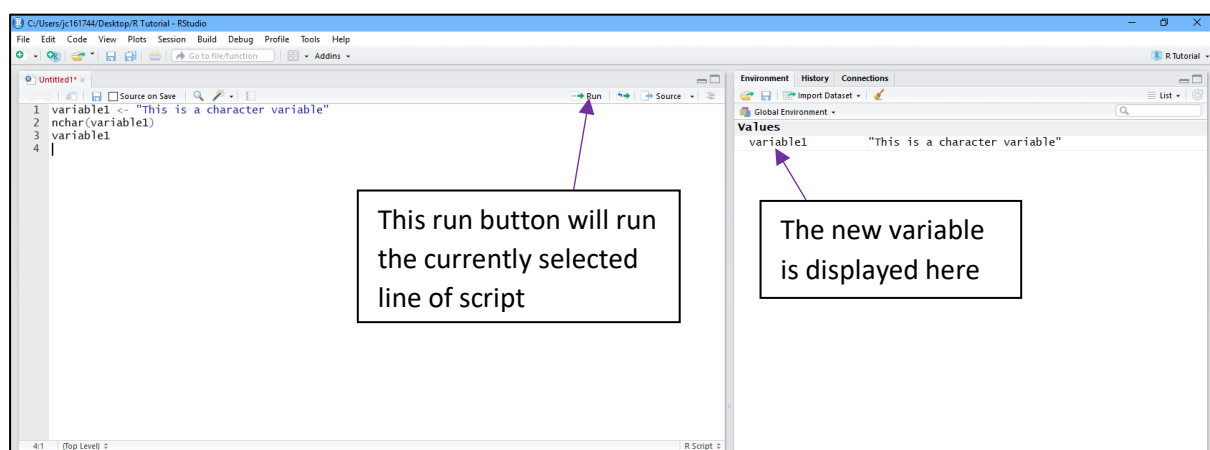 C:/Users/jc161744/Desktop/R Tutorial - RStudio
File Edit Code View Plots Session Build Debug Profile Tools Help
Go to file/function Addins
R Tutorial
Untitled1*
Source on Save
Run
Source
1 variable1 <- "This is a character variable"
2 nchar(variable1)
3 variable1
4
This run button will run
the currently selected
line of script
4:1 (Top Level)
R Script
Environment History Connections
Import Dataset
List
Global Environment
Values
variable1 "This is a character variable"
The new variable
is displayed here